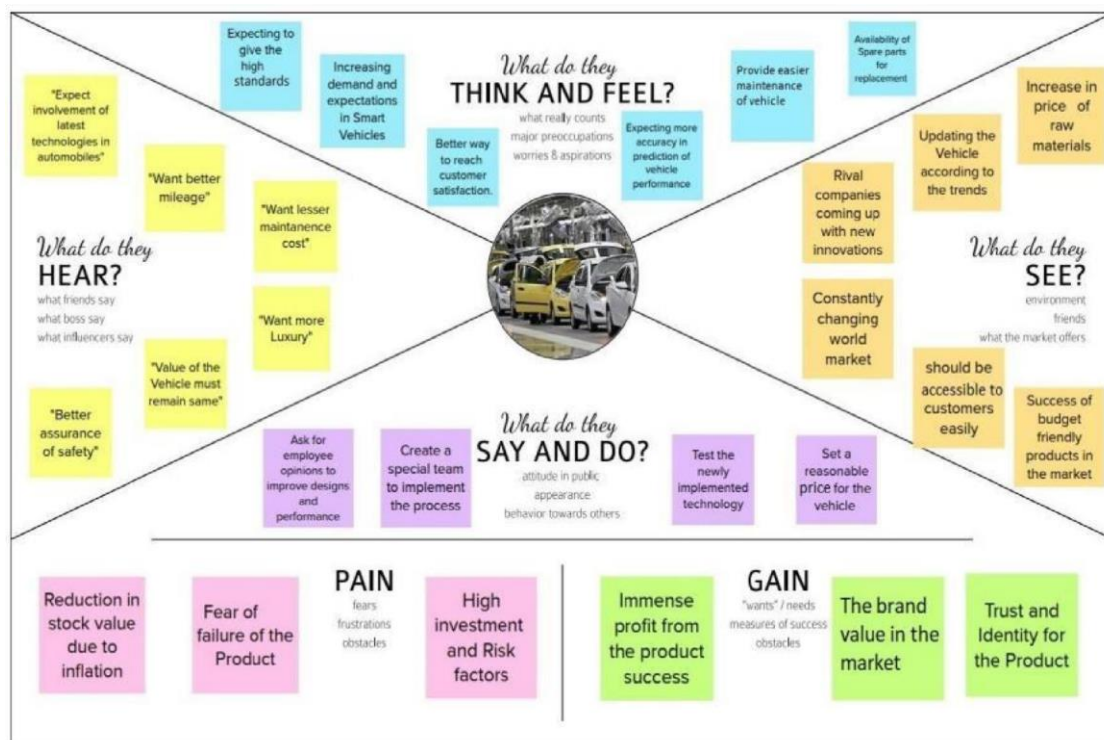 Expecting to
give the
high
standards
Increasing
demand and
expectations
in Smart
Vehicles
What do they
THINK AND FEEL?
what really counts
major preoccupations
worries & aspirations
Better way
to reach
customer
satisfaction.
Expecting more
accuracy in
prediction of
vehicle
performance
Provide easier
maintenance
of vehicle
Availability of
Spare parts
for
replacement
"Expect
involvement of
latest
technologies in
automobiles"
"Want better
mileage"
"Want lesser
maintanence
cost"
What do they
HEAR?
what friends say
what boss say
what influencers say
"Want more
Luxury"
"Value of the
Vehicle must
remain same"
"Better
assurance
of safety"
Increase in
price of
raw
materials
Updating the
Vehicle
according to
the trends
Rival
companies
coming up
with new
innovations
What do they
SEE?
environment
friends
what the market offers
Constantly
changing
world
market
should be
accessible to
customers
easily
Success of
budget
friendly
products in
the market
What do they
SAY AND DO?
attitude in public
appearance
behavior towards others
Ask for
employee
opinions to
improve designs
and
performance
Create a
special team
to implement
the process
Test the
newly
implemented
technology
Set a
reasonable
price for the
vehicle
PAIN
fears
frustrations
obstacles
Reduction in
stock value
due to
inflation
Fear of
failure of the
Product
High
investment
and Risk
factors
GAIN
"wants" / needs
measures of success
obstacles
Immense
profit from
the product
success
The brand
value in the
market
Trust and
Identity for
the Product